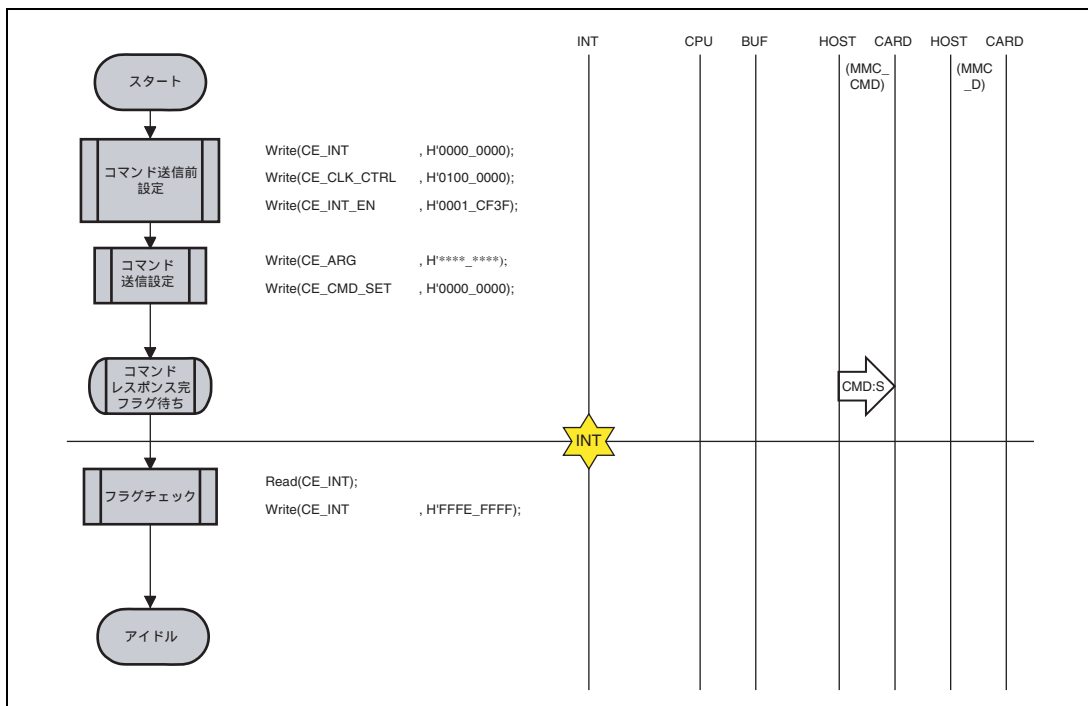 INT CPU BUF HOST CARD HOST CARD
(MMC_
CMD)
(MMC
_D)
スタート
コマンド送信前
設定
Write(CE_INT , H'0000_0000);
Write(CE_CLK_CTRL , H'0100_0000);
Write(CE_INT_EN , H'0001_CF3F);
コマンド
送信設定
Write(CE_ARG , H'****_****);
Write(CE_CMD_SET , H'0000_0000);
コマンド
レスポンス完
フラグ待ち
CMD:S
INT
フラグチェック
Read(CE_INT);
Write(CE_INT , H'FFFE_FFFF);
アイドル